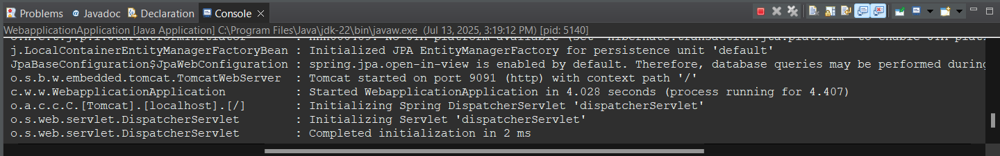 Problems @ Javadoc Declaration Console
WebapplicationApplication [Java Application] C:\Program Files\Java\jdk-22\bin\javaw.exe (Jul 13, 2025, 3:19:12 PM) [pid: 5140]
j.LocalContainerEntityManagerFactoryBean : Initialized JPA EntityManagerFactory for persistence unit 'default'
JpaBaseConfiguration$JpaWebConfiguration : spring.jpa.open-in-view is enabled by default. Therefore, database queries may be performed during
o.s.b.w.embedded.tomcat.TomcatWebServer : Tomcat started on port 9091 (http) with context path '/'
c.w.w.WebapplicationApplication : Started WebapplicationApplication in 4.028 seconds (process running for 4.407)
o.a.c.c.C.[Tomcat].[localhost].[/] : Initializing Spring DispatcherServlet 'dispatcherServlet'
o.s.web.servlet.DispatcherServlet : Initializing Servlet 'dispatcherServlet'
o.s.web.servlet.DispatcherServlet : Completed initialization in 2 ms